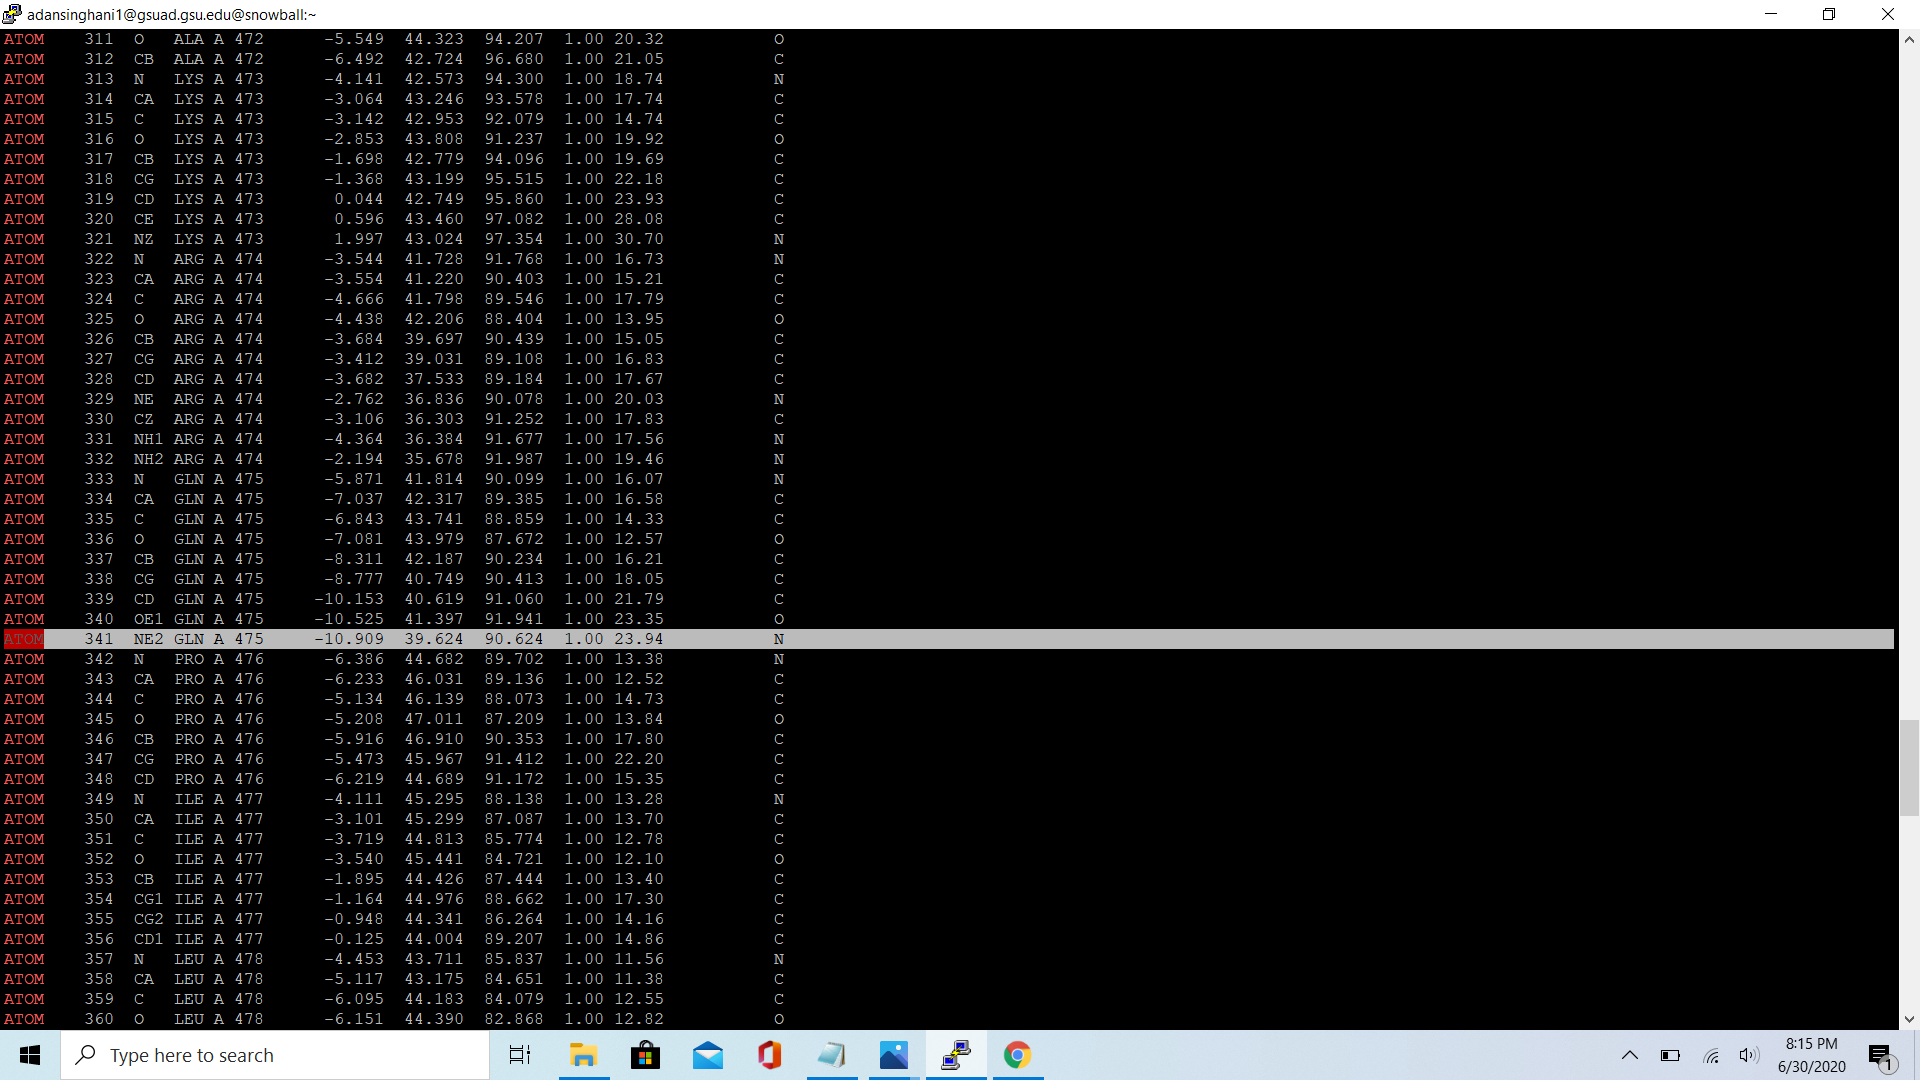 adansinghani1@gsuad.gsu.edu@snowball:~
ATOM 311 O ALA A 472 -5.549 44.323 94.207 1.00 20.32 O
ATOM 312 CB ALA A 472 -6.492 42.724 96.680 1.00 21.05 C
ATOM 313 N LYS A 473 -4.141 42.573 94.300 1.00 18.74 N
ATOM 314 CA LYS A 473 -3.064 43.246 93.578 1.00 17.74 C
ATOM 315 C LYS A 473 -3.142 42.953 92.079 1.00 14.74 C
ATOM 316 O LYS A 473 -2.853 43.808 91.237 1.00 19.92 O
ATOM 317 CB LYS A 473 -1.698 42.779 94.096 1.00 19.69 C
ATOM 318 CG LYS A 473 -1.368 43.199 95.515 1.00 22.18 C
ATOM 319 CD LYS A 473 0.044 42.749 95.860 1.00 23.93 C
ATOM 320 CE LYS A 473 0.596 43.460 97.082 1.00 28.08 C
ATOM 321 NZ LYS A 473 1.997 43.024 97.354 1.00 30.70 N
ATOM 322 N ARG A 474 -3.544 41.728 91.768 1.00 16.73 N
ATOM 323 CA ARG A 474 -3.554 41.220 90.403 1.00 15.21 C
ATOM 324 C ARG A 474 -4.666 41.798 89.546 1.00 17.79 C
ATOM 325 O ARG A 474 -4.438 42.206 88.404 1.00 13.95 O
ATOM 326 CB ARG A 474 -3.684 39.697 90.439 1.00 15.05 C
ATOM 327 CG ARG A 474 -3.412 39.031 89.108 1.00 16.83 C
ATOM 328 CD ARG A 474 -3.682 37.533 89.184 1.00 17.67 C
ATOM 329 NE ARG A 474 -2.762 36.836 90.078 1.00 20.03 N
ATOM 330 CZ ARG A 474 -3.106 36.303 91.252 1.00 17.83 C
ATOM 331 NH1 ARG A 474 -4.364 36.384 91.677 1.00 17.56 N
ATOM 332 NH2 ARG A 474 -2.194 35.678 91.987 1.00 19.46 N
ATOM 333 N GLN A 475 -5.871 41.814 90.099 1.00 16.07 N
ATOM 334 CA GLN A 475 -7.037 42.317 89.385 1.00 16.58 C
ATOM 335 C GLN A 475 -6.843 43.741 88.859 1.00 14.33 C
ATOM 336 O GLN A 475 -7.081 43.979 87.672 1.00 12.57 O
ATOM 337 CB GLN A 475 -8.311 42.187 90.234 1.00 16.21 C
ATOM 338 CG GLN A 475 -8.777 40.749 90.413 1.00 18.05 C
ATOM 339 CD GLN A 475 -10.153 40.619 91.060 1.00 21.79 C
ATOM 340 OE1 GLN A 475 -10.525 41.397 91.941 1.00 23.35 O
ATOM 341 NE2 GLN A 475 -10.909 39.624 90.624 1.00 23.94 N
ATOM 342 N PRO A 476 -6.386 44.682 89.702 1.00 13.38 N
ATOM 343 CA PRO A 476 -6.233 46.031 89.136 1.00 12.52 C
ATOM 344 C PRO A 476 -5.134 46.139 88.073 1.00 14.73 C
ATOM 345 O PRO A 476 -5.208 47.011 87.209 1.00 13.84 O
ATOM 346 CB PRO A 476 -5.916 46.910 90.353 1.00 17.80 C
ATOM 347 CG PRO A 476 -5.473 45.967 91.412 1.00 22.20 C
ATOM 348 CD PRO A 476 -6.219 44.689 91.172 1.00 15.35 C
ATOM 349 N ILE A 477 -4.111 45.295 88.138 1.00 13.28 N
ATOM 350 CA ILE A 477 -3.101 45.299 87.087 1.00 13.70 C
ATOM 351 C ILE A 477 -3.719 44.813 85.774 1.00 12.78 C
ATOM 352 O ILE A 477 -3.540 45.441 84.721 1.00 12.10 O
ATOM 353 CB ILE A 477 -1.895 44.426 87.444 1.00 13.40 C
ATOM 354 CG1 ILE A 477 -1.164 44.976 88.662 1.00 17.30 C
ATOM 355 CG2 ILE A 477 -0.948 44.341 86.264 1.00 14.16 C
ATOM 356 CD1 ILE A 477 -0.125 44.004 89.207 1.00 14.86 C
ATOM 357 N LEU A 478 -4.453 43.711 85.837 1.00 11.56 N
ATOM 358 CA LEU A 478 -5.117 43.175 84.651 1.00 11.38 C
ATOM 359 C LEU A 478 -6.095 44.183 84.079 1.00 12.55 C
ATOM 360 O LEU A 478 -6.151 44.390 82.868 1.00 12.82 O
Type here to search
8:15 PM
6/30/2020
1